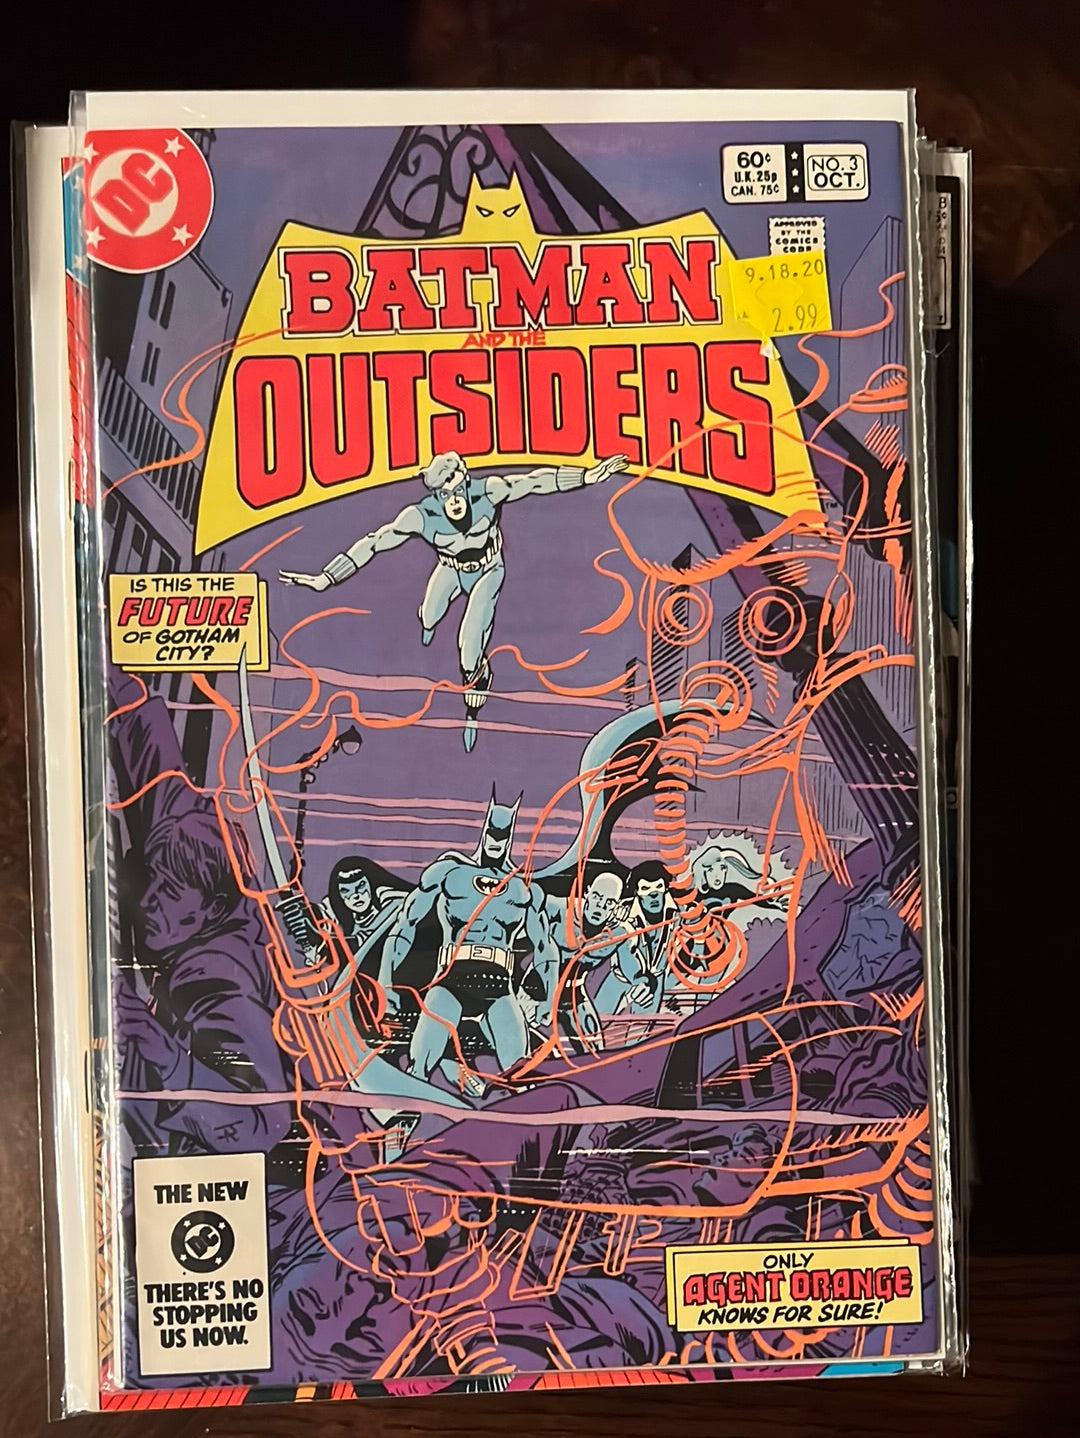 DC
60¢
U.K. 25p
CAN. 75¢
NO. 3
OCT.
APPROVED
BY THE
COMICS
CODE
9.18.20
2.99
BATMAN
AND THE
OUTSIDERS
TM
IS THIS THE
FUTURE
OF GOTHAM
CITY?
THE NEW
DC
THERE'S NO
STOPPING
US NOW.
ONLY
AGENT ORANGE
KNOWS FOR SURE!